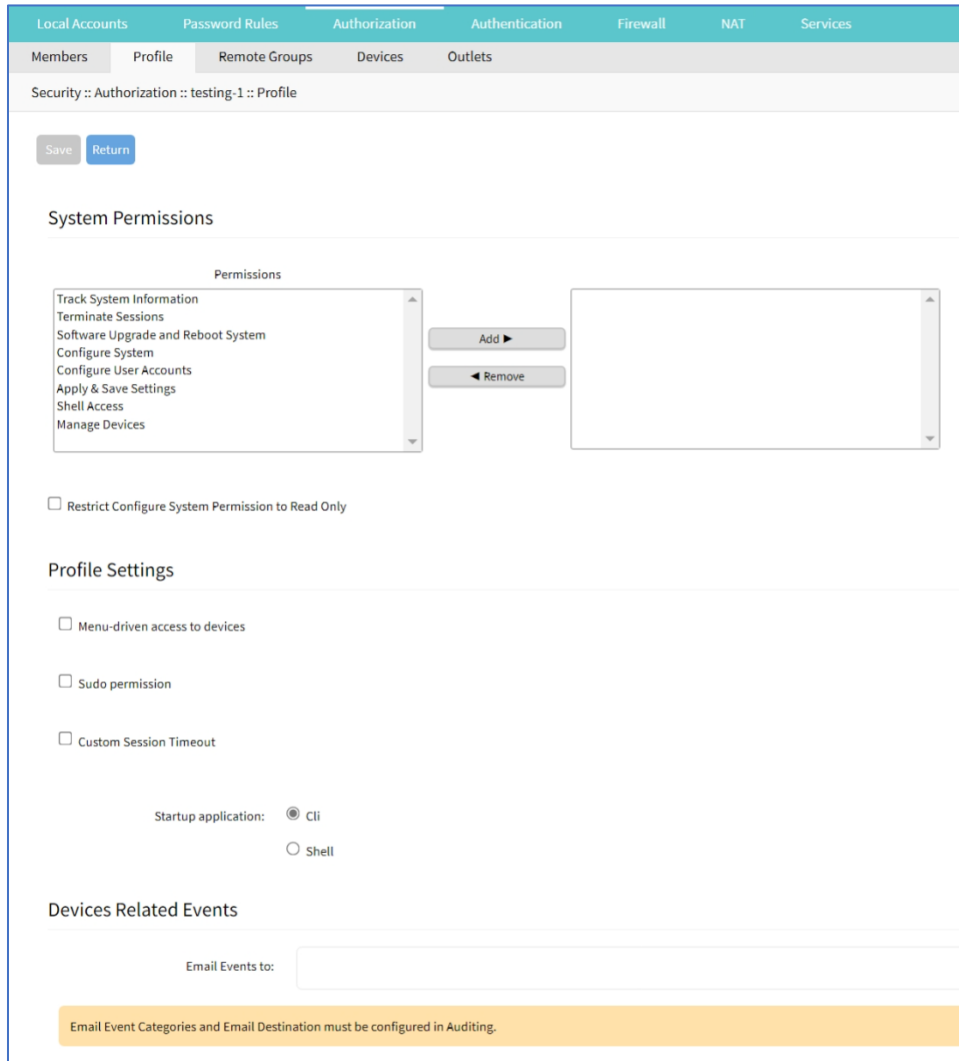 Local Accounts Password Rules Authorization Authentication Firewall NAT Services
Members Profile Remote Groups Devices Outlets
Security :: Authorization :: testing-1 :: Profile
Save Return
System Permissions
Permissions
Track System Information
Terminate Sessions
Software Upgrade and Reboot System
Configure System
Configure User Accounts
Apply & Save Settings
Shell Access
Manage Devices
Add ►
◄ Remove
Restrict Configure System Permission to Read Only
Profile Settings
Menu-driven access to devices
Sudo permission
Custom Session Timeout
Startup application: Cli
Shell
Devices Related Events
Email Events to:
Email Event Categories and Email Destination must be configured in Auditing.